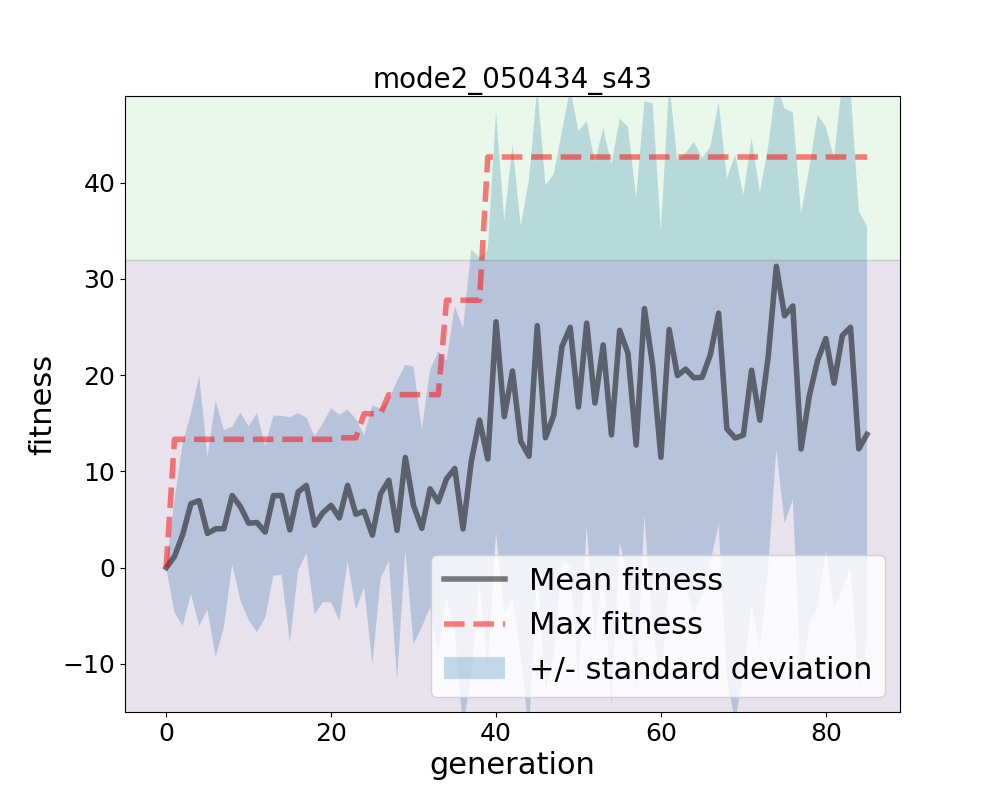 mode2_050434_s43
fitness
40
30
20
10
0
−10
0 20 40 60 80
generation
Mean fitness
Max fitness
+/- standard deviation